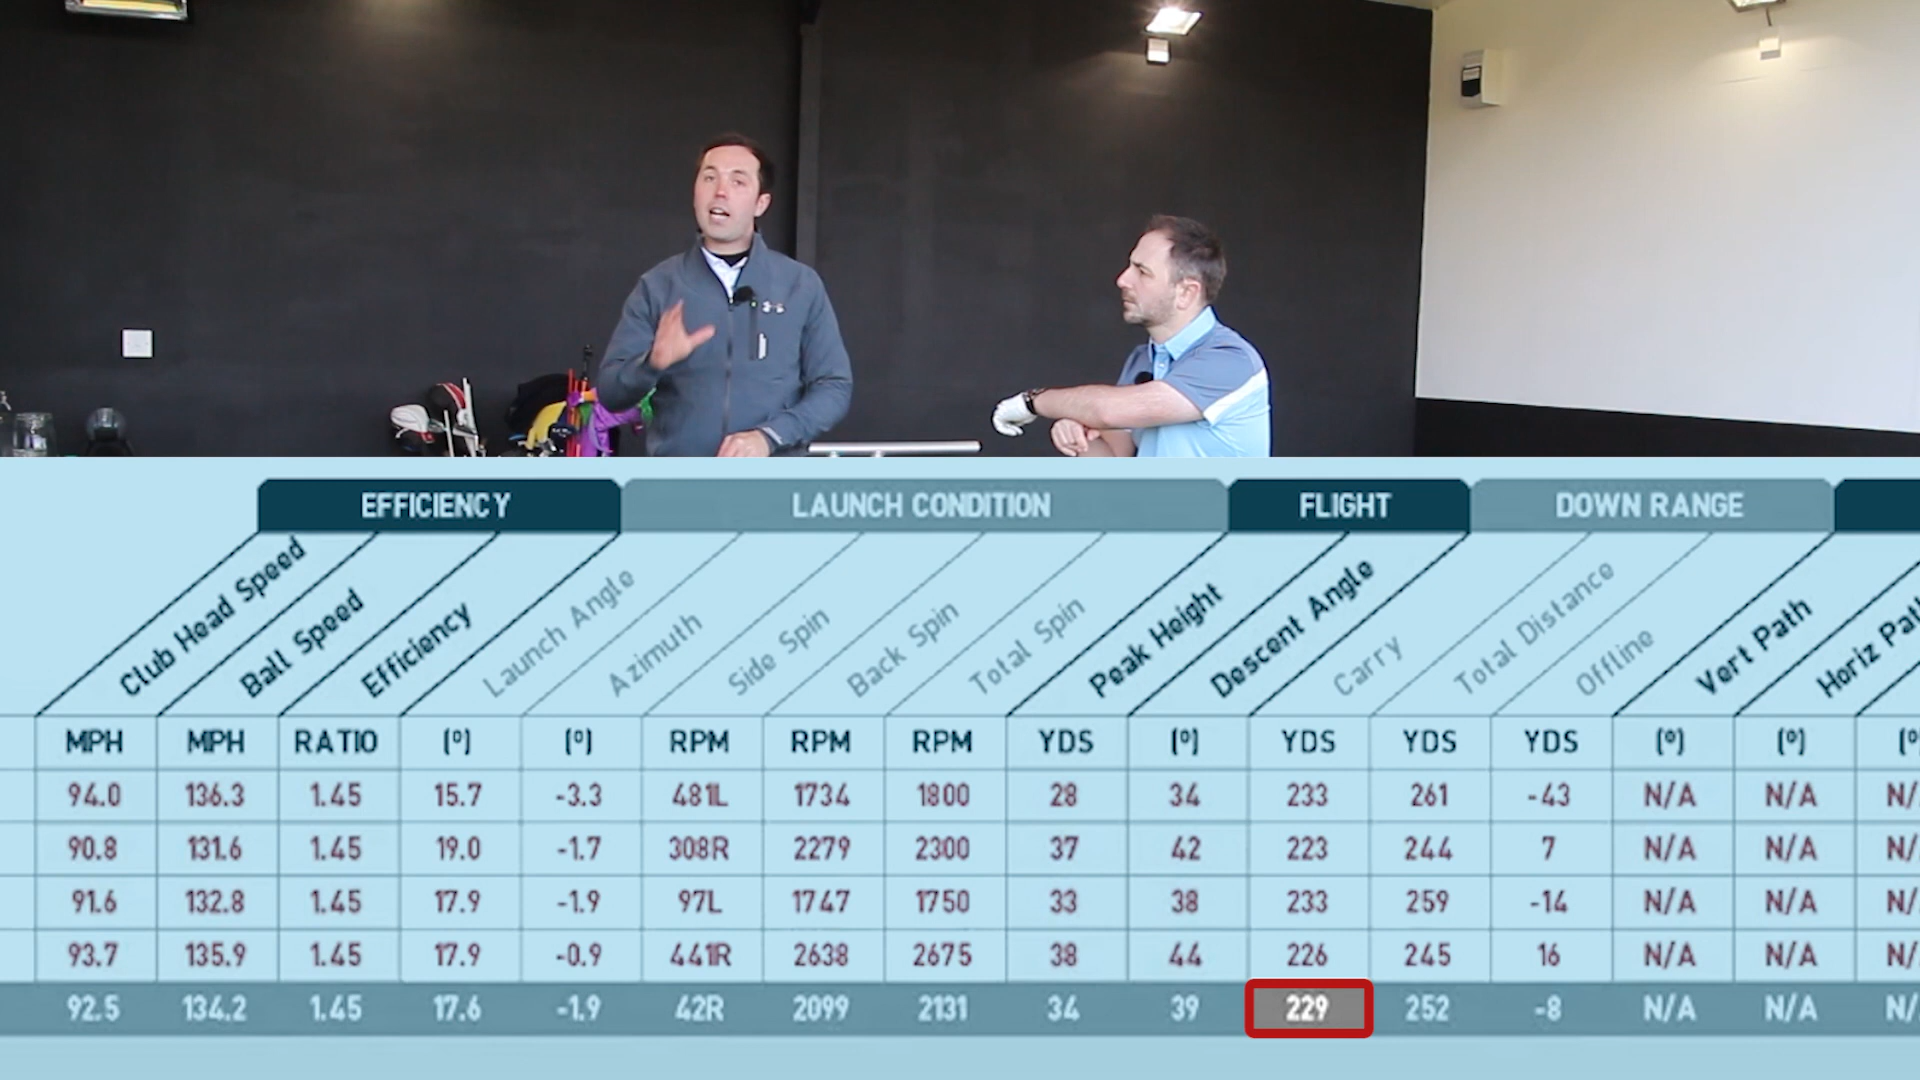 EFFICIENCY LAUNCH CONDITION FLIGHT DOWN RANGE
Club Head Speed Ball Speed Efficiency Launch Angle Azimuth Side Spin Back Spin Total Spin Peak Height Descent Angle Carry Total Distance Offline Vert Path Horiz Path
MPH MPH RATIO (º) (º) RPM RPM RPM YDS (º) YDS YDS YDS (º) (º) (º
94.0 136.3 1.45 15.7 -3.3 481L 1734 1800 28 34 233 261 -43 N/A N/A N/
90.8 131.6 1.45 19.0 -1.7 308R 2279 2300 37 42 223 244 7 N/A N/A N/
91.6 132.8 1.45 17.9 -1.9 97L 1747 1750 33 38 233 259 -14 N/A N/A N/
93.7 135.9 1.45 17.9 -0.9 441R 2638 2675 38 44 226 245 16 N/A N/A N/
92.5 134.2 1.45 17.6 -1.9 42R 2099 2131 34 39 229 252 -8 N/A N/A N/